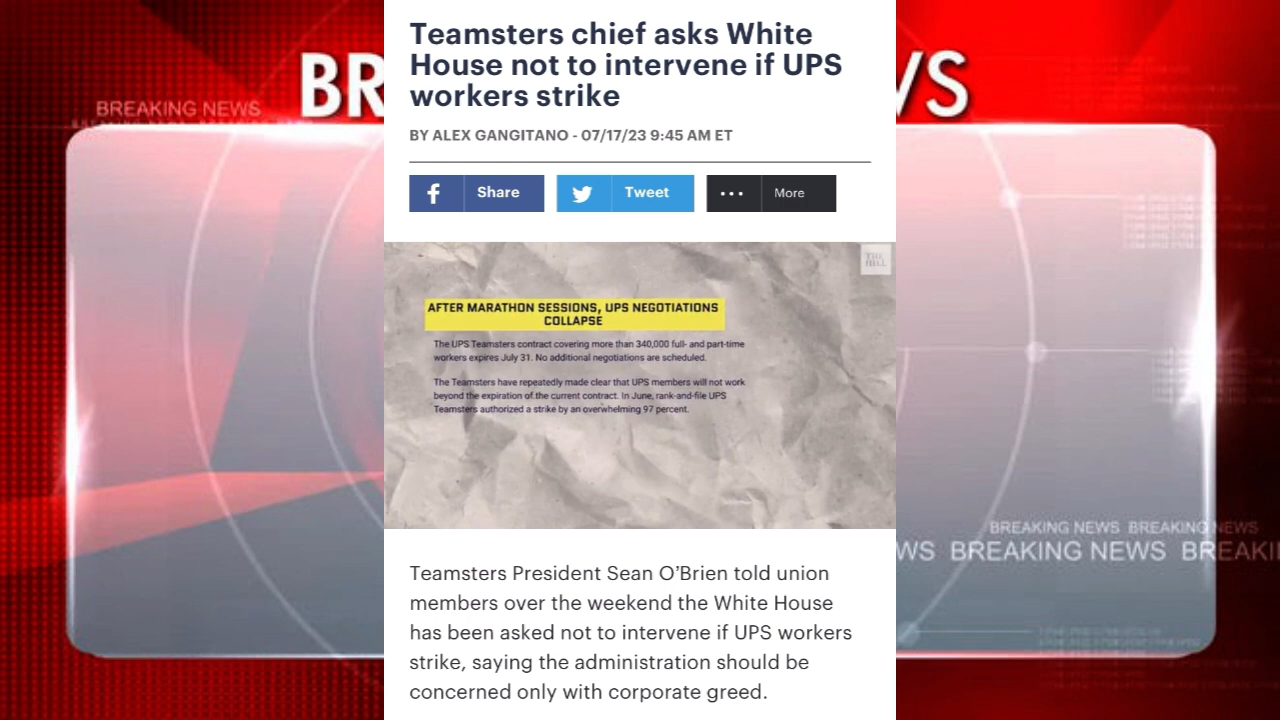 Teamsters chief asks White
House not to intervene if UPS
workers strike
BY ALEX GANGITANO - 07/17/23 9:45 AM ET
Share
Tweet
More
THE
HILL
AFTER MARATHON SESSIONS, UPS NEGOTIATIONS
COLLAPSE
The UPS Teamsters contract covering more than 340,000 full- and part-time
workers expires July 31. No additional negotiations are scheduled.
The Teamsters have repeatedly made clear that UPS members will not work
beyond the expiration of the current contract. In June, rank-and-file UPS
Teamsters authorized a strike by an overwhelming 97 percent.
Teamsters President Sean O’Brien told union
members over the weekend the White House
has been asked not to intervene if UPS workers
strike, saying the administration should be
concerned only with corporate greed.
BR
WS
BREAKING NEWS
BREAKING NEWS BREAKING NEWS
WS BREAKING NEWS BREAKI